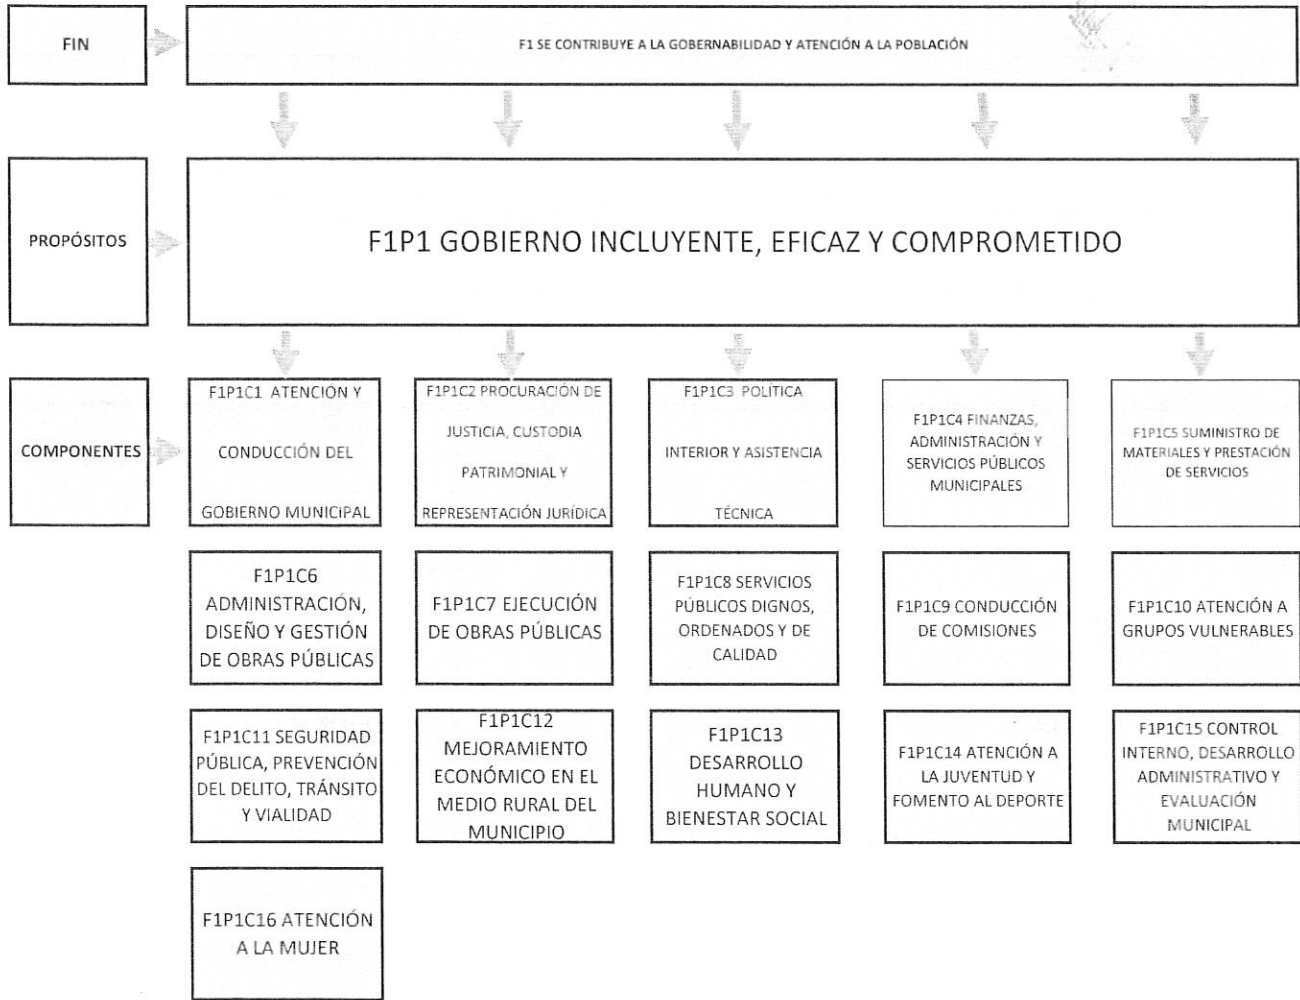 FIN
F1 SE CONTRIBUYE A LA GOBERNABILIDAD Y ATENCIÓN A LA POBLACIÓN
PROPÓSITOS
F1P1 GOBIERNO INCLUYENTE, EFICAZ Y COMPROMETIDO
COMPONENTES
F1P1C1 ATENCIÓN Y
CONDUCCIÓN DEL
GOBIERNO MUNICIPAL
F1P1C2 PROCURACIÓN DE
JUSTICIA, CUSTODIA
PATRIMONIAL Y
REPRESENTACIÓN JURÍDICA
F1P1C3 POLÍTICA
INTERIOR Y ASISTENCIA
TÉCNICA
F1P1C4 FINANZAS,
ADMINISTRACIÓN Y
SERVICIOS PÚBLICOS
MUNICIPALES
F1P1C5 SUMINISTRO DE
MATERIALES Y PRESTACIÓN
DE SERVICIOS
F1P1C6
ADMINISTRACIÓN,
DISEÑO Y GESTIÓN
DE OBRAS PÚBLICAS
F1P1C7 EJECUCIÓN
DE OBRAS PÚBLICAS
F1P1C8 SERVICIOS
PÚBLICOS DIGNOS,
ORDENADOS Y DE
CALIDAD
F1P1C9 CONDUCCIÓN
DE COMISIONES
F1P1C10 ATENCIÓN A
GRUPOS VULNERABLES
F1P1C11 SEGURIDAD
PÚBLICA, PREVENCIÓN
DEL DELITO, TRÁNSITO
Y VIALIDAD
F1P1C12
MEJORAMIENTO
ECONÓMICO EN EL
MEDIO RURAL DEL
MUNICIPIO
F1P1C13
DESARROLLO
HUMANO Y
BIENESTAR SOCIAL
F1P1C14 ATENCIÓN A
LA JUVENTUD Y
FOMENTO AL DEPORTE
F1P1C15 CONTROL
INTERNO, DESARROLLO
ADMINISTRATIVO Y
EVALUACIÓN
MUNICIPAL
F1P1C16 ATENCIÓN
A LA MUJER